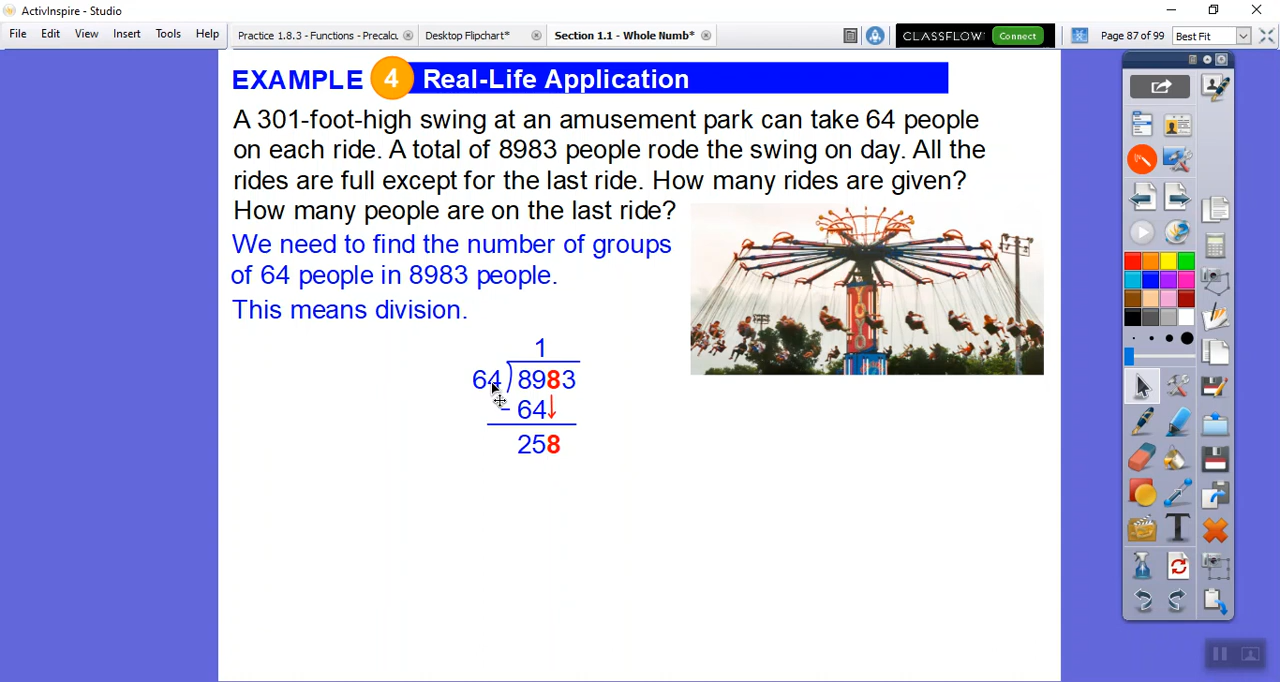 ActivInspire - Studio
File Edit View Insert Tools Help
Practice 1.8.3 - Functions - Precalcu Desktop Flipchart* Section 1.1 - Whole Numb*
CLASSFLOW Connect
Page 87 of 99 Best Fit
EXAMPLE 4 Real-Life Application
A 301-foot-high swing at an amusement park can take 64 people
on each ride. A total of 8983 people rode the swing on day. All the
rides are full except for the last ride. How many rides are given?
How many people are on the last ride?
We need to find the number of groups
of 64 people in 8983 people.
This means division.
1
64 ) 8983
- 64↓
258
YOYO